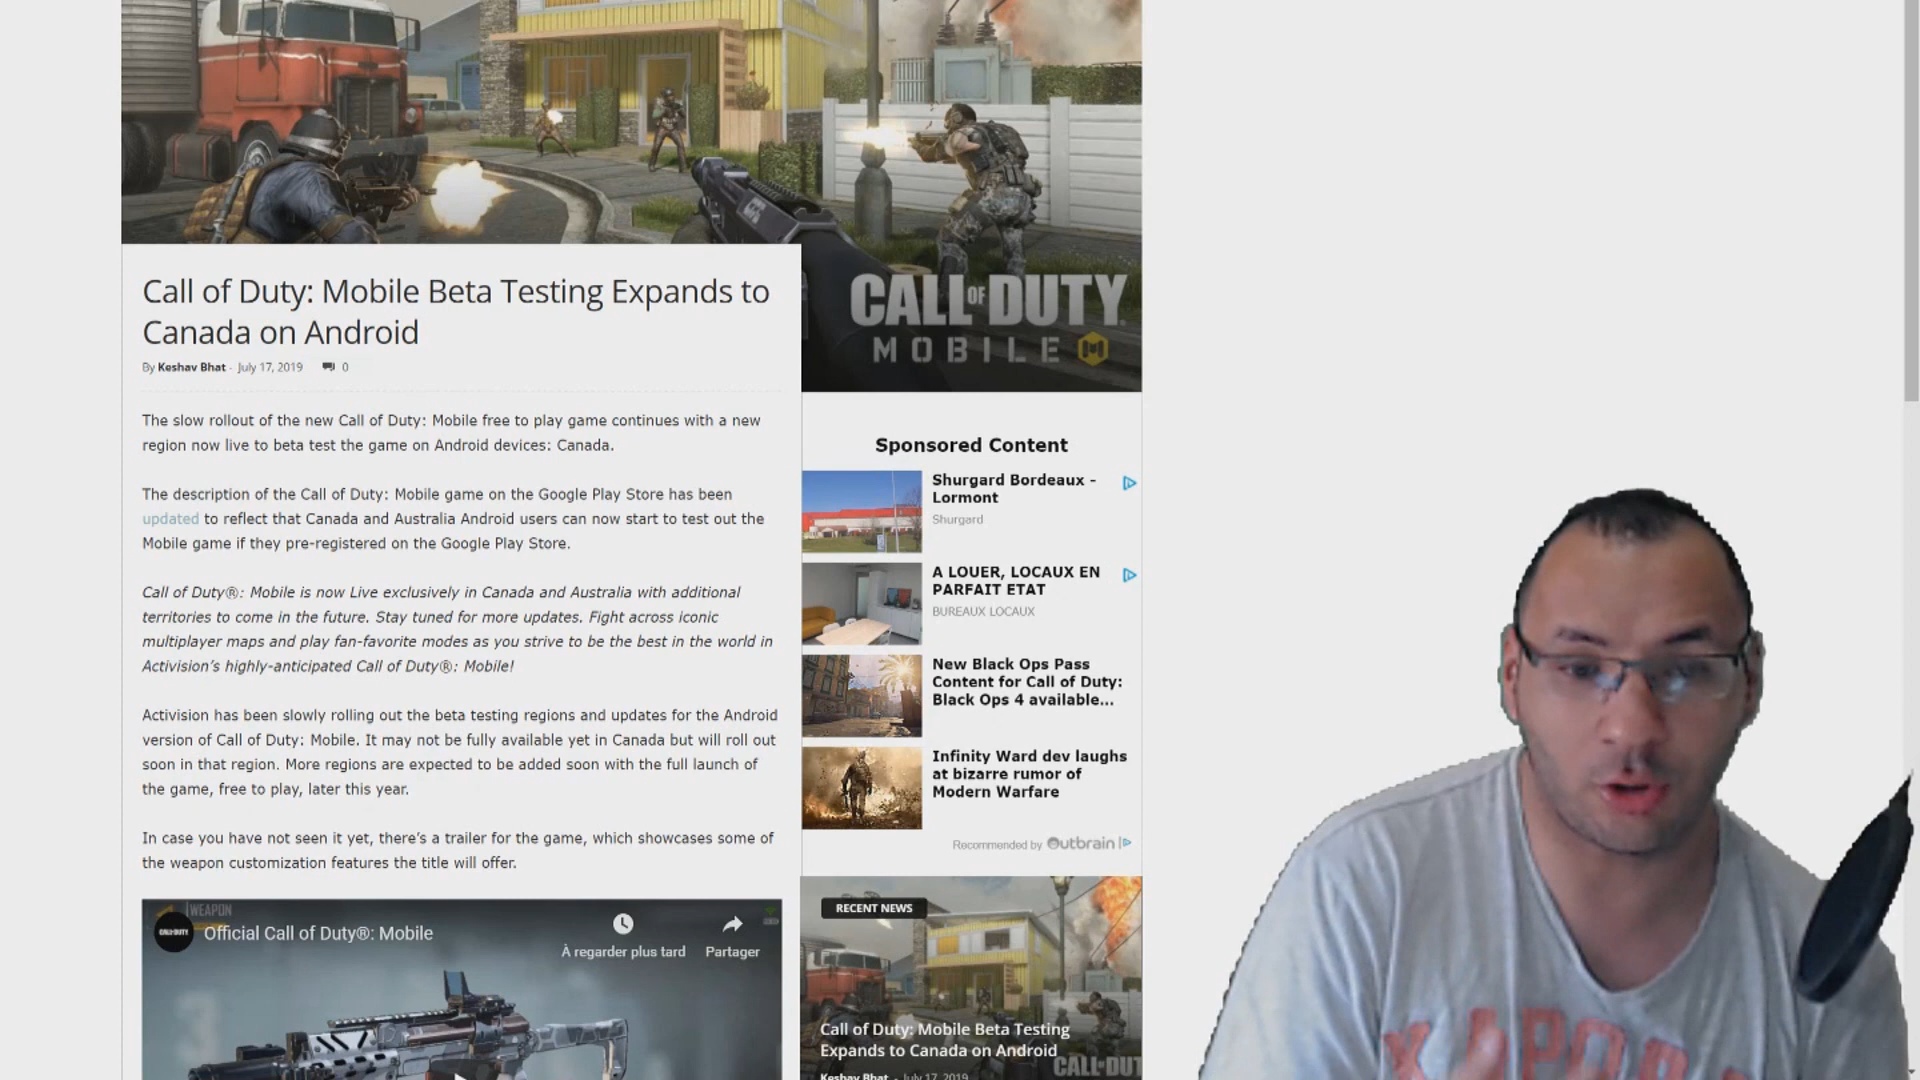 CALL OF DUTY
MOBILE
Call of Duty: Mobile Beta Testing Expands to
Canada on Android
By Keshav Bhat - July 17, 2019 0
The slow rollout of the new Call of Duty: Mobile free to play game continues with a new
region now live to beta test the game on Android devices: Canada.
The description of the Call of Duty: Mobile game on the Google Play Store has been
updated to reflect that Canada and Australia Android users can now start to test out the
Mobile game if they pre-registered on the Google Play Store.
Call of Duty®: Mobile is now Live exclusively in Canada and Australia with additional
territories to come in the future. Stay tuned for more updates. Fight across iconic
multiplayer maps and play fan-favorite modes as you strive to be the best in the world in
Activision's highly-anticipated Call of Duty®: Mobile!
Activision has been slowly rolling out the beta testing regions and updates for the Android
version of Call of Duty: Mobile. It may not be fully available yet in Canada but will roll out
soon in that region. More regions are expected to be added soon with the full launch of
the game, free to play, later this year.
In case you have not seen it yet, there's a trailer for the game, which showcases some of
the weapon customization features the title will offer.
WEAPON
CALL·DUTY
Official Call of Duty®: Mobile
À regarder plus tard
Partager
Sponsored Content
Shurgard Bordeaux -
Lormont
Shurgard
A LOUER, LOCAUX EN
PARFAIT ETAT
BUREAUX LOCAUX
New Black Ops Pass
Content for Call of Duty:
Black Ops 4 available...
Infinity Ward dev laughs
at bizarre rumor of
Modern Warfare
Recommended by Outbrain
RECENT NEWS
Call of Duty: Mobile Beta Testing
Expands to Canada on Android
CALL OF DUT
Keshav Bhat - July 17, 2019